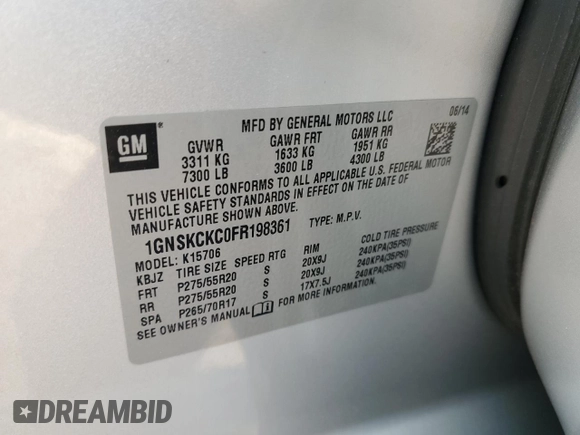 GM
®
MFD BY GENERAL MOTORS LLC
06/14
GVWR GAWR FRT GAWR RR
3311 KG 1633 KG 1951 KG
7300 LB 3600 LB 4300 LB
THIS VEHICLE CONFORMS TO ALL APPLICABLE U.S. FEDERAL MOTOR
VEHICLE SAFETY STANDARDS IN EFFECT ON THE DATE OF
MANUFACTURE SHOWN ABOVE.
1GNSKCKC0FR198361 TYPE: M.P.V.
MODEL: K15706
KBJZ TIRE SIZE SPEED RTG RIM COLD TIRE PRESSURE
FRT P275/55R20 S 20X9J 240KPA(35PSI)
RR P275/55R20 S 20X9J 240KPA(35PSI)
SPA P265/70R17 17X7.5J 240KPA(35PSI)
SEE OWNER'S MANUAL FOR MORE INFORMATION.
DREAMBID